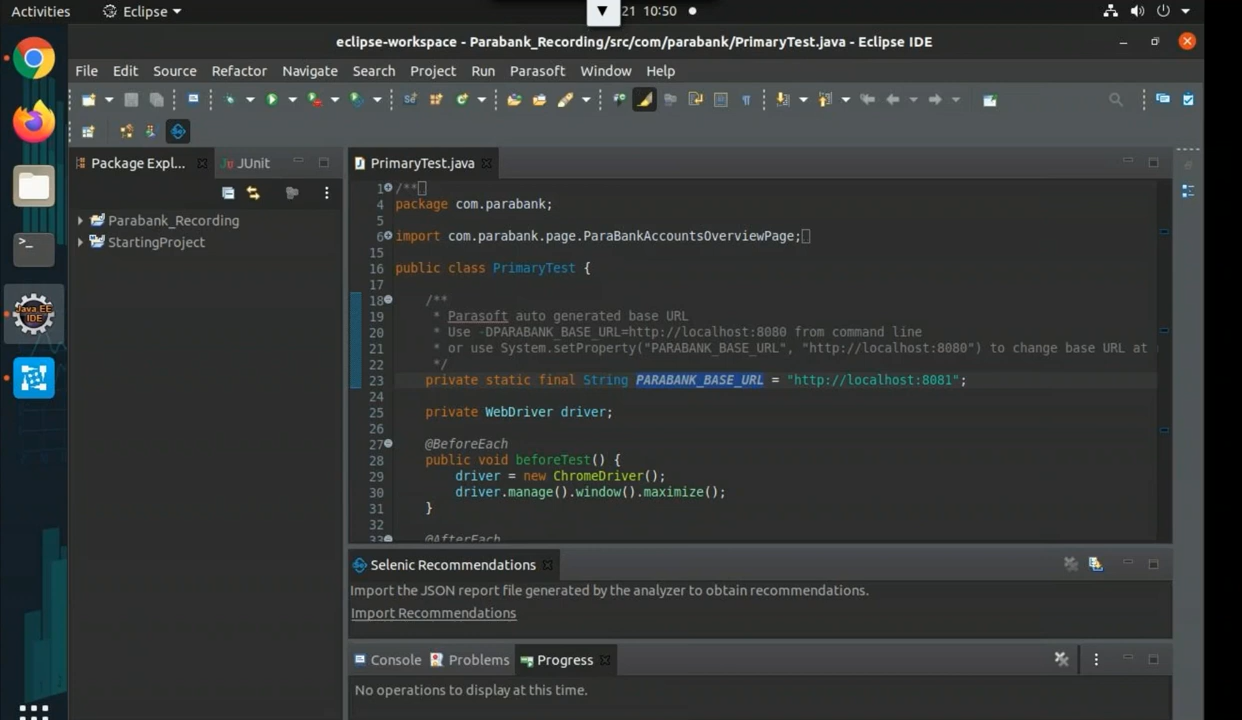 Activities
Eclipse
21 10:50
eclipse-workspace - Parabank_Recording/src/com/parabank/PrimaryTest.java - Eclipse IDE
File Edit Source Refactor Navigate Search Project Run Parasoft Window Help
Package Expl...
JUnit
PrimaryTest.java
Parabank_Recording
StartingProject
1 /**
4 package com.parabank;
5
6 import com.parabank.page.ParaBankAccountsOverviewPage;
15
16 public class PrimaryTest {
17
18 /**
19 * Parasoft auto generated base URL
20 * Use -DPARABANK_BASE_URL=http://localhost:8080 from command line
21 * or use System.setProperty("PARABANK_BASE_URL", "http://localhost:8080") to change base URL at
22 */
23 private static final String PARABANK_BASE_URL = "http://localhost:8081";
24
25 private WebDriver driver;
26
27 @BeforeEach
28 public void beforeTest() {
29 driver = new ChromeDriver();
30 driver.manage().window().maximize();
31 }
32
33 @AfterEach
Selenic Recommendations
Import the JSON report file generated by the analyzer to obtain recommendations.
Import Recommendations
Console Problems Progress
No operations to display at this time.
Java EE
IDE